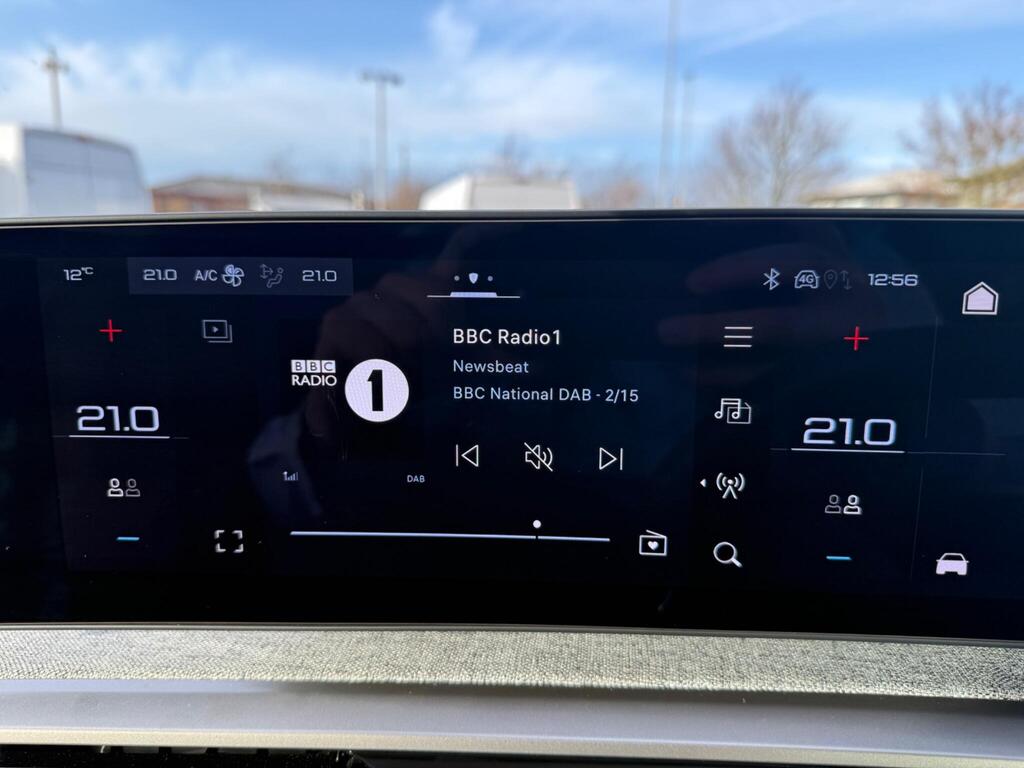 12°C
21.0 A/C 21.0
4G 12:56
BBC RADIO 1
BBC Radio1
Newsbeat
BBC National DAB - 2/15
21.0
21.0
DAB